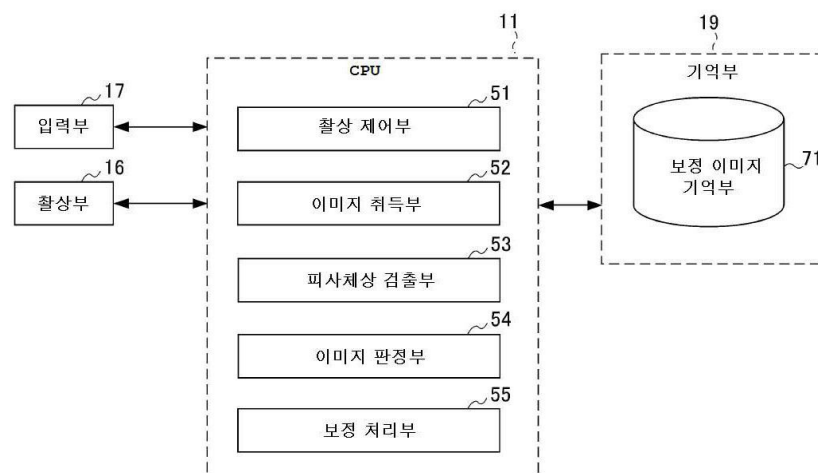 11
19
CPU
기억부
17
51
입력부
촬상 제어부
16
52
보정 이미지
기억부
71
촬상부
이미지 취득부
53
피사체상 검출부
54
이미지 판정부
55
보정 처리부